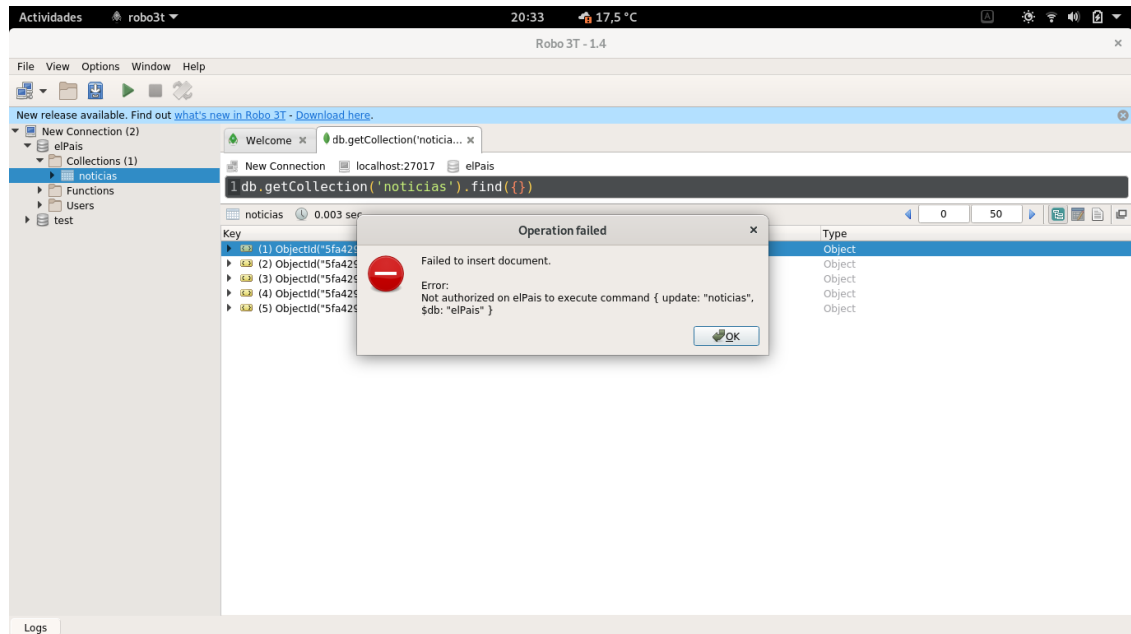 Actividades robo3t 20:33 17,5 °C
Robo 3T - 1.4
File View Options Window Help
New release available. Find out what's new in Robo 3T - Download here.
New Connection (2)
elPais
Collections (1)
noticias
Functions
Users
test
Welcome db.getCollection('noticia...
New Connection localhost:27017 elPais
1 db.getCollection('noticias').find({})
noticias 0.003 sec 0 50
Key Type
(1) ObjectId("5fa429 Object
(2) ObjectId("5fa429 Object
(3) ObjectId("5fa429 Object
(4) ObjectId("5fa429 Object
(5) ObjectId("5fa429 Object
Operation failed
Failed to insert document.
Error:
Not authorized on elPais to execute command { update: "noticias",
$db: "elPais" }
OK
Logs